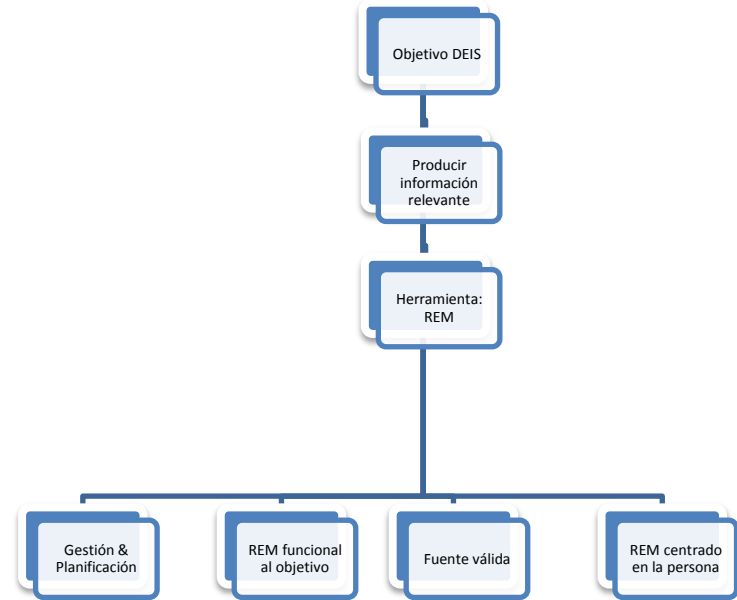 Objetivo DEIS
Producir
información
relevante
Herramienta:
REM
Gestión &
Planificación
REM funcional
al objetivo
Fuente válida
REM centrado
en la persona